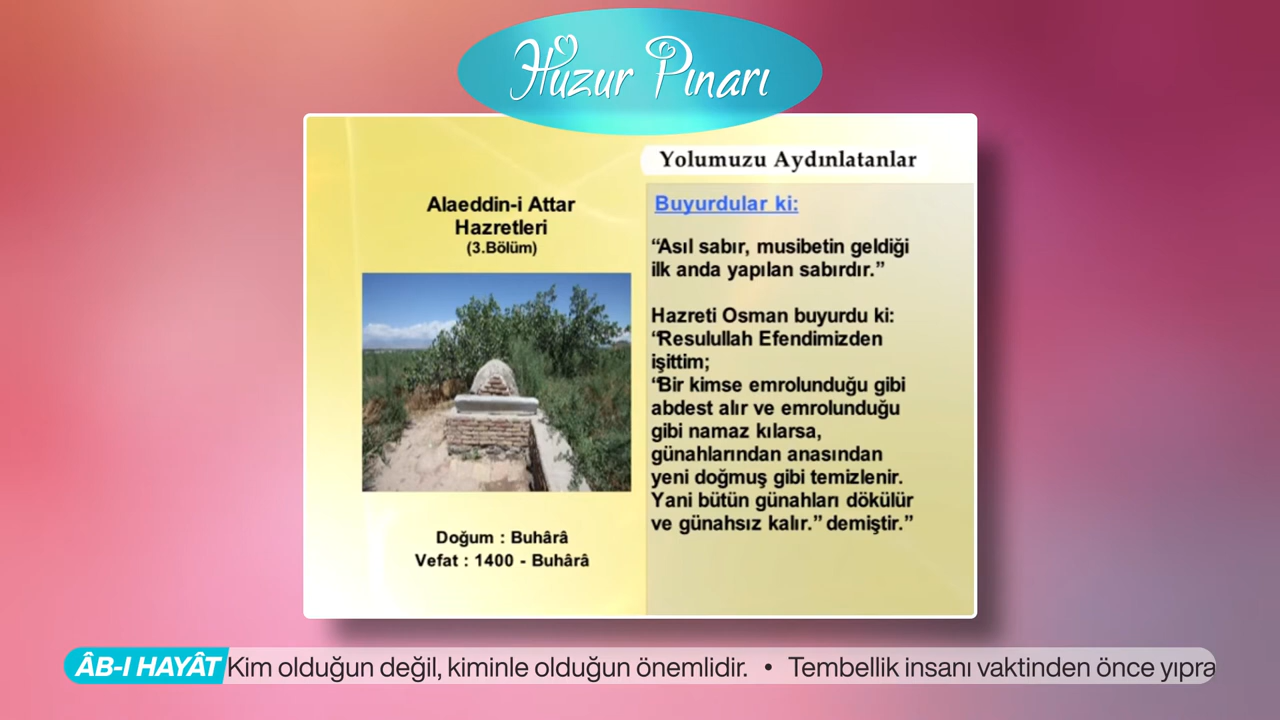 Huzur Pınarı
Yolumuzu Aydınlatanlar
Alaeddin-i Attar
Hazretleri
(3.Bölüm)
Doğum : Buhârâ
Vefat : 1400 - Buhârâ
Buyurdular ki:
“Asıl sabır, musibetin geldiği
ilk anda yapılan sabırdır.”
Hazreti Osman buyurdu ki:
“Resulullah Efendimizden
işittim;
“Bir kimse emrolunduğu gibi
abdest alır ve emrolunduğu
gibi namaz kılarsa,
günahlarından anasından
yeni doğmuş gibi temizlenir.
Yani bütün günahları dökülür
ve günahsız kalır.” demiştir.”
ÂB-I HAYÂT Kim olduğun değil, kiminle olduğun önemlidir. • Tembellik insanı vaktinden önce yıpra